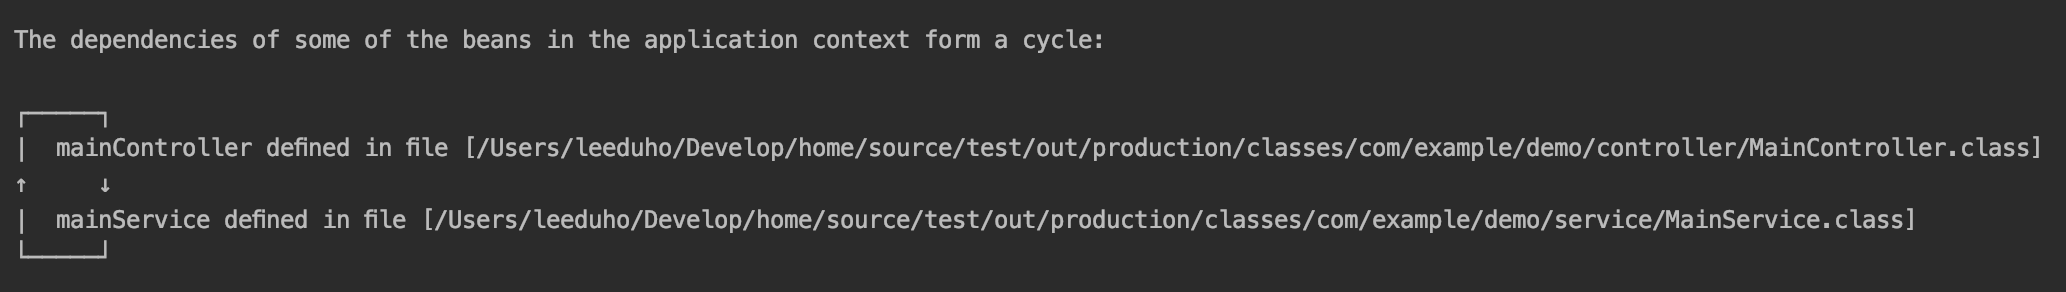 The dependencies of some of the beans in the application context form a cycle:
┌─────┐
|  mainController defined in file [/Users/leeduho/Develop/home/source/test/out/production/classes/com/example/demo/controller/MainController.class]
↑     ↓
|  mainService defined in file [/Users/leeduho/Develop/home/source/test/out/production/classes/com/example/demo/service/MainService.class]
└─────┘